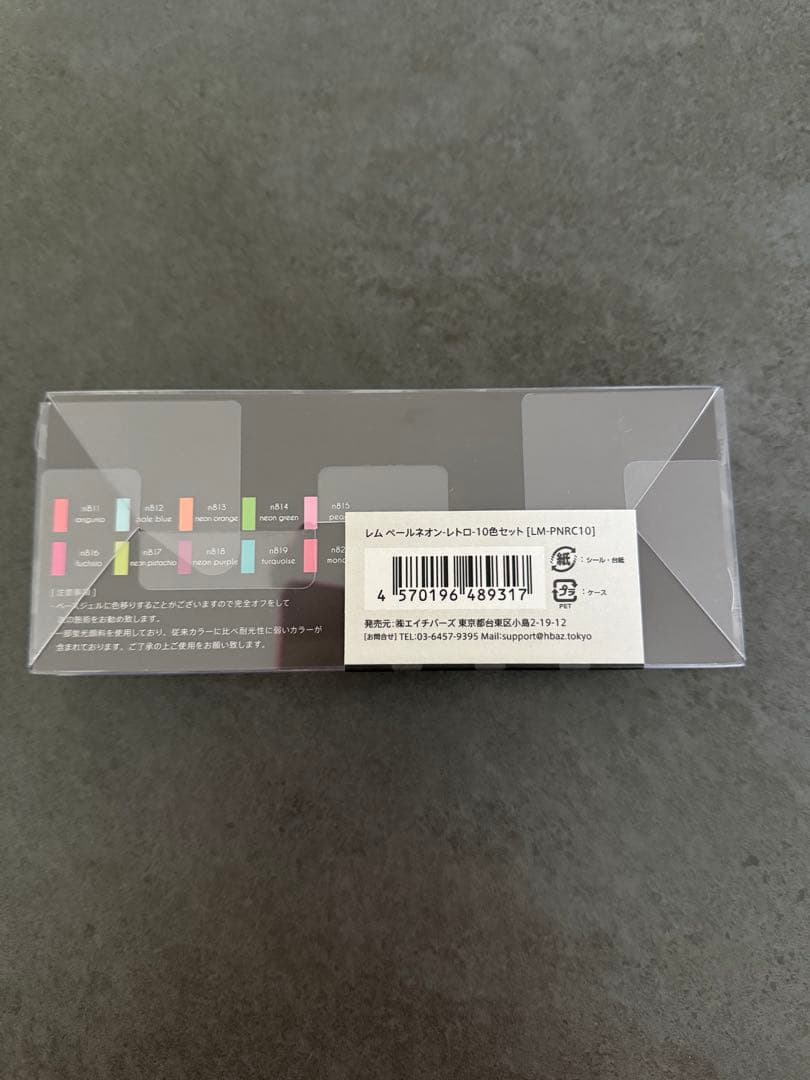 n811 n812 n813 n814 n815
pale blue neon orange neon green
n816 n817 n818 n819
fuchsia neon pistachio neon purple turquoise
[注意事項]
・ベースジェルに色移りすることがございますので完全オフをして
次の施術をお勧め致します。
一部蛍光顔料を使用しており、従来カラーに比べ耐光性に弱いカラーが
含まれております。ご了承の上ご使用をお願い致します。
レム ペールネオン-レトロ-10色セット [LM-PNRC10]
紙 :シール・台紙
4 570196 489317
プラ :ケース
PET
発売元:㈱エイチバーズ 東京都台東区小島2-19-12
[お問合せ] TEL:03-6457-9395 Mail:support@hbaz.tokyo